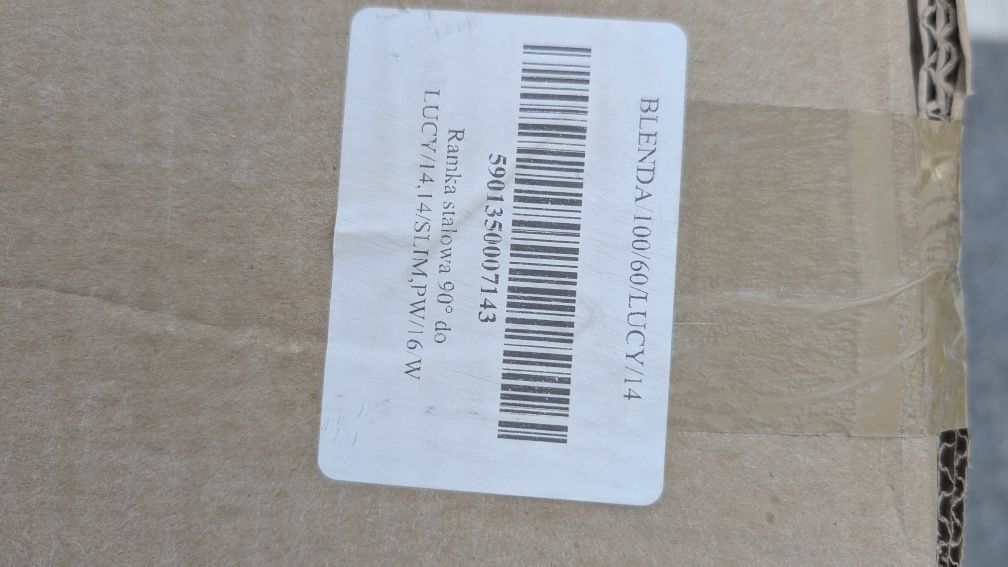 BLENDA/100/60/LUCY/14
5901350007143
Ramka stalowa 90° do
LUCY/14,14/SLIM,PW/16/W